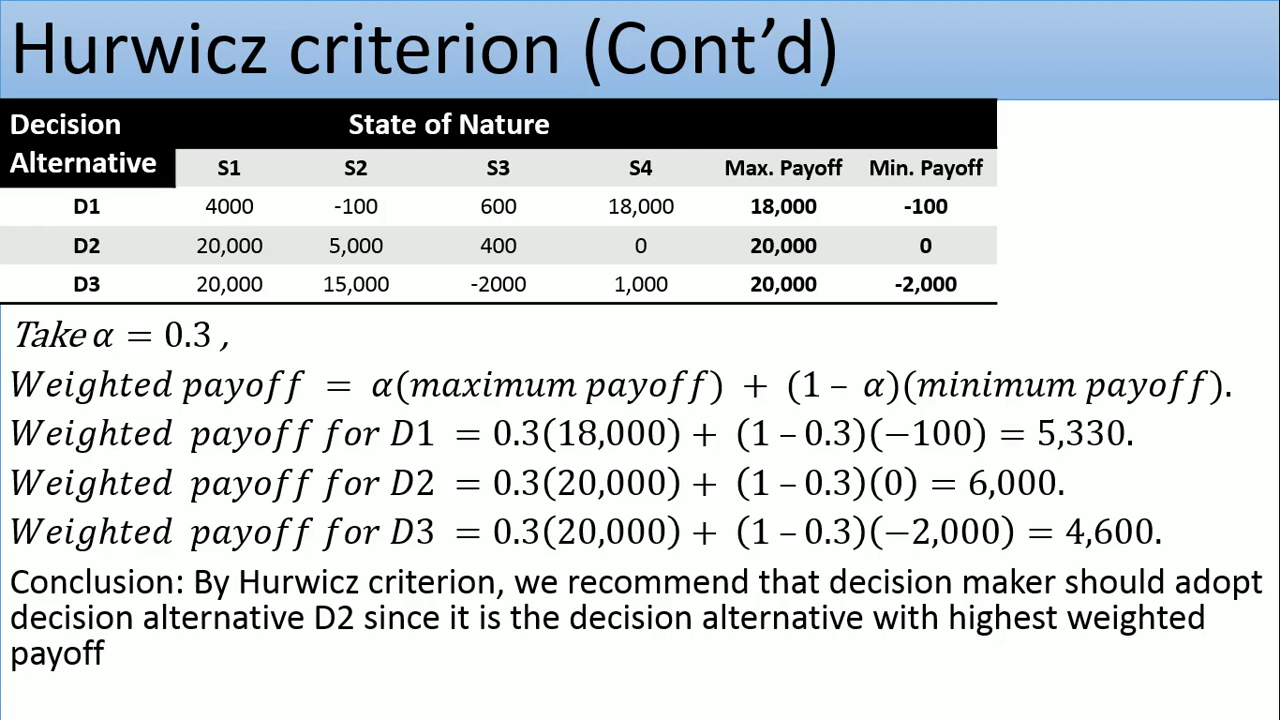 Hurwicz criterion (Cont’d)
Decision Alternative State of Nature
S1 S2 S3 S4 Max. Payoff Min. Payoff
D1 4000 -100 600 18,000 18,000 -100
D2 20,000 5,000 400 0 20,000 0
D3 20,000 15,000 -2000 1,000 20,000 -2,000
Take α = 0.3 ,
Weighted payoff = α(maximum payoff) + (1 – α)(minimum payoff).
Weighted payoff for D1 = 0.3(18,000) + (1 – 0.3)(−100) = 5,330.
Weighted payoff for D2 = 0.3(20,000) + (1 – 0.3)(0) = 6,000.
Weighted payoff for D3 = 0.3(20,000) + (1 – 0.3)(−2,000) = 4,600.
Conclusion: By Hurwicz criterion, we recommend that decision maker should adopt
decision alternative D2 since it is the decision alternative with highest weighted
payoff